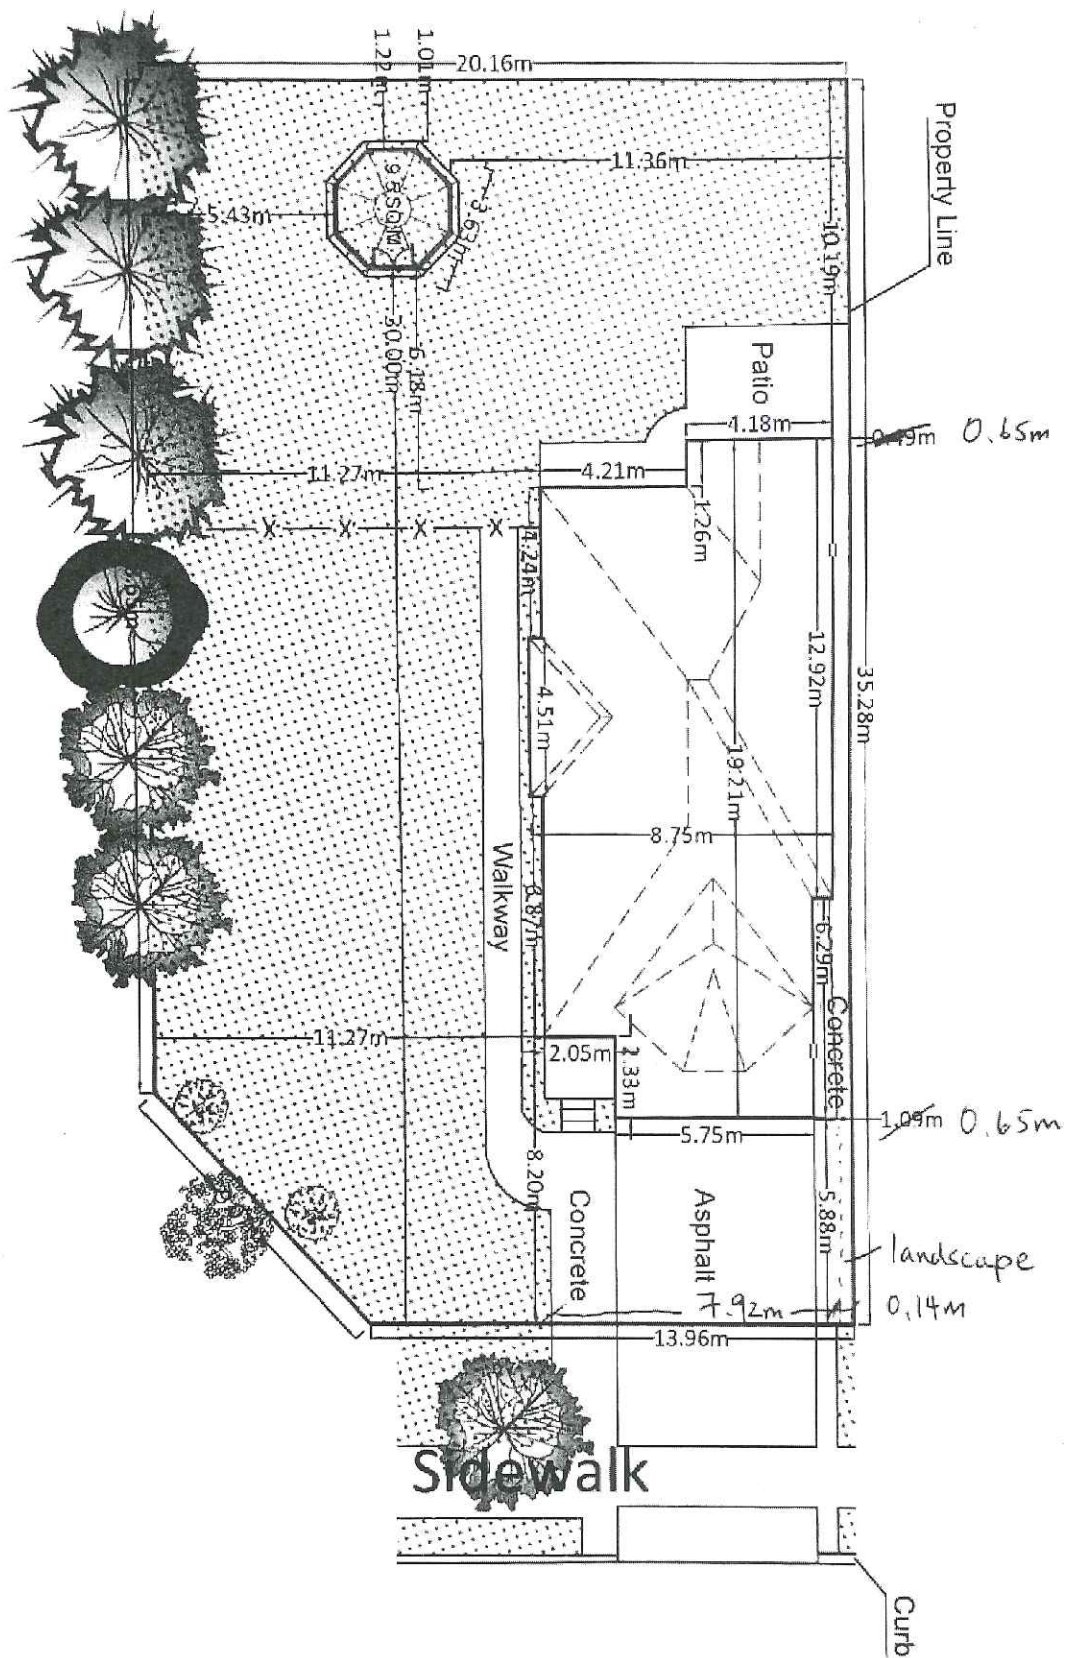 20.16m
1.01m
1.22m
Property Line
11.36m
3.63m
5.43m
10.19m
30.00m
6.18m
Patio
4.18m
0.49m
0.65m
11.27m
4.21m
1.26m
X X X X
4.24m
12.92m
35.28m
4.51m
19.21m
8.75m
Walkway
6.87m
6.29m
Concrete
11.27m
2.05m
2.33m
1.09m
0.65m
5.75m
8.20m
5.88m
Concrete
Asphalt
landscape
7.92m
0.14m
13.96m
Sidewalk
Curb